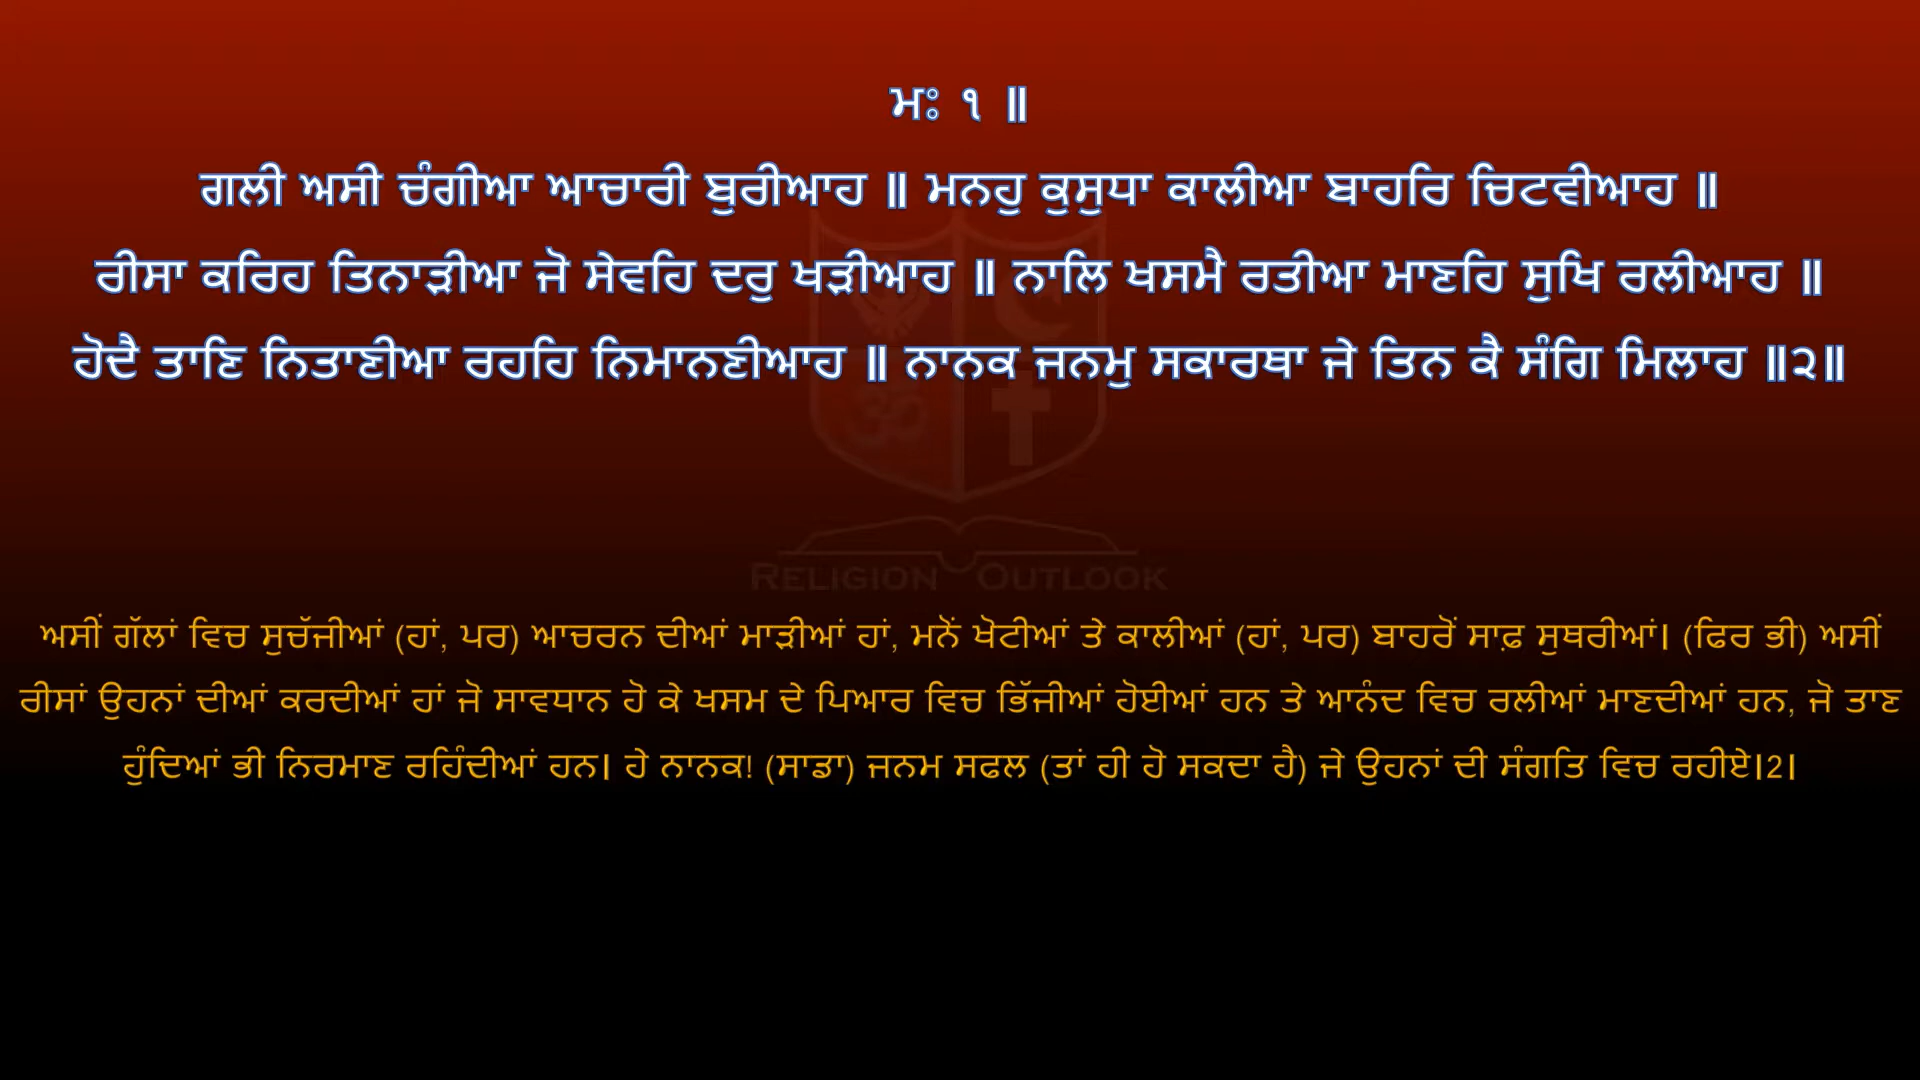 ਮਃ ੧ ॥
ਗਲੀ ਅਸੀ ਚੰਗੀਆ ਆਚਾਰੀ ਬੁਰੀਆਹ ॥ ਮਨਹੁ ਕੁਸੁਧਾ ਕਾਲੀਆ ਬਾਹਰਿ ਚਿਟਵੀਆਹ ॥
ਰੀਸਾ ਕਰਿਹ ਤਿਨਾੜੀਆ ਜੋ ਸੇਵਹਿ ਦਰੁ ਖੜੀਆਹ ॥ ਨਾਲਿ ਖਸਮੈ ਰਤੀਆ ਮਾਣਹਿ ਸੁਖਿ ਰਲੀਆਹ ॥
ਹੋਦੈ ਤਾਣਿ ਨਿਤਾਣੀਆ ਰਹਹਿ ਨਿਮਾਨਣੀਆਹ ॥ ਨਾਨਕ ਜਨਮੁ ਸਕਾਰਥਾ ਜੇ ਤਿਨ ਕੈ ਸੰਗਿ ਮਿਲਾਹ ॥੨॥
ॐ
RELIGION OUTLOOK
ਅਸੀਂ ਗੱਲਾਂ ਵਿਚ ਸੁਚੱਜੀਆਂ (ਹਾਂ, ਪਰ) ਆਚਰਨ ਦੀਆਂ ਮਾੜੀਆਂ ਹਾਂ, ਮਨੋਂ ਖੋਟੀਆਂ ਤੇ ਕਾਲੀਆਂ (ਹਾਂ, ਪਰ) ਬਾਹਰੋਂ ਸਾਫ਼ ਸੁਥਰੀਆਂ। (ਫਿਰ ਭੀ) ਅਸੀਂ
ਰੀਸਾਂ ਉਹਨਾਂ ਦੀਆਂ ਕਰਦੀਆਂ ਹਾਂ ਜੋ ਸਾਵਧਾਨ ਹੋ ਕੇ ਖਸਮ ਦੇ ਪਿਆਰ ਵਿਚ ਭਿੱਜੀਆਂ ਹੋਈਆਂ ਹਨ ਤੇ ਆਨੰਦ ਵਿਚ ਰਲੀਆਂ ਮਾਣਦੀਆਂ ਹਨ, ਜੋ ਤਾਣ
ਹੁੰਦਿਆਂ ਭੀ ਨਿਰਮਾਣ ਰਹਿੰਦੀਆਂ ਹਨ। ਹੇ ਨਾਨਕ! (ਸਾਡਾ) ਜਨਮ ਸਫਲ (ਤਾਂ ਹੀ ਹੋ ਸਕਦਾ ਹੈ) ਜੇ ਉਹਨਾਂ ਦੀ ਸੰਗਤਿ ਵਿਚ ਰਹੀਏ।2।